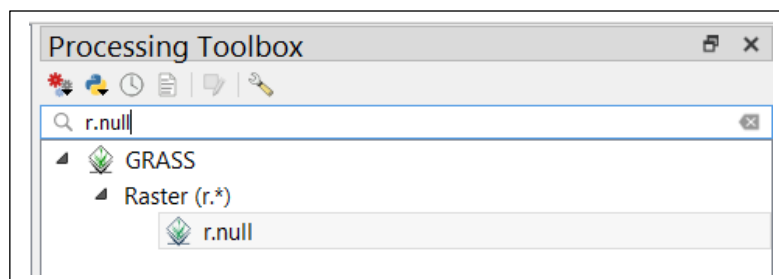 Processing Toolbox
r.null
GRASS
Raster (r.*)
r.null